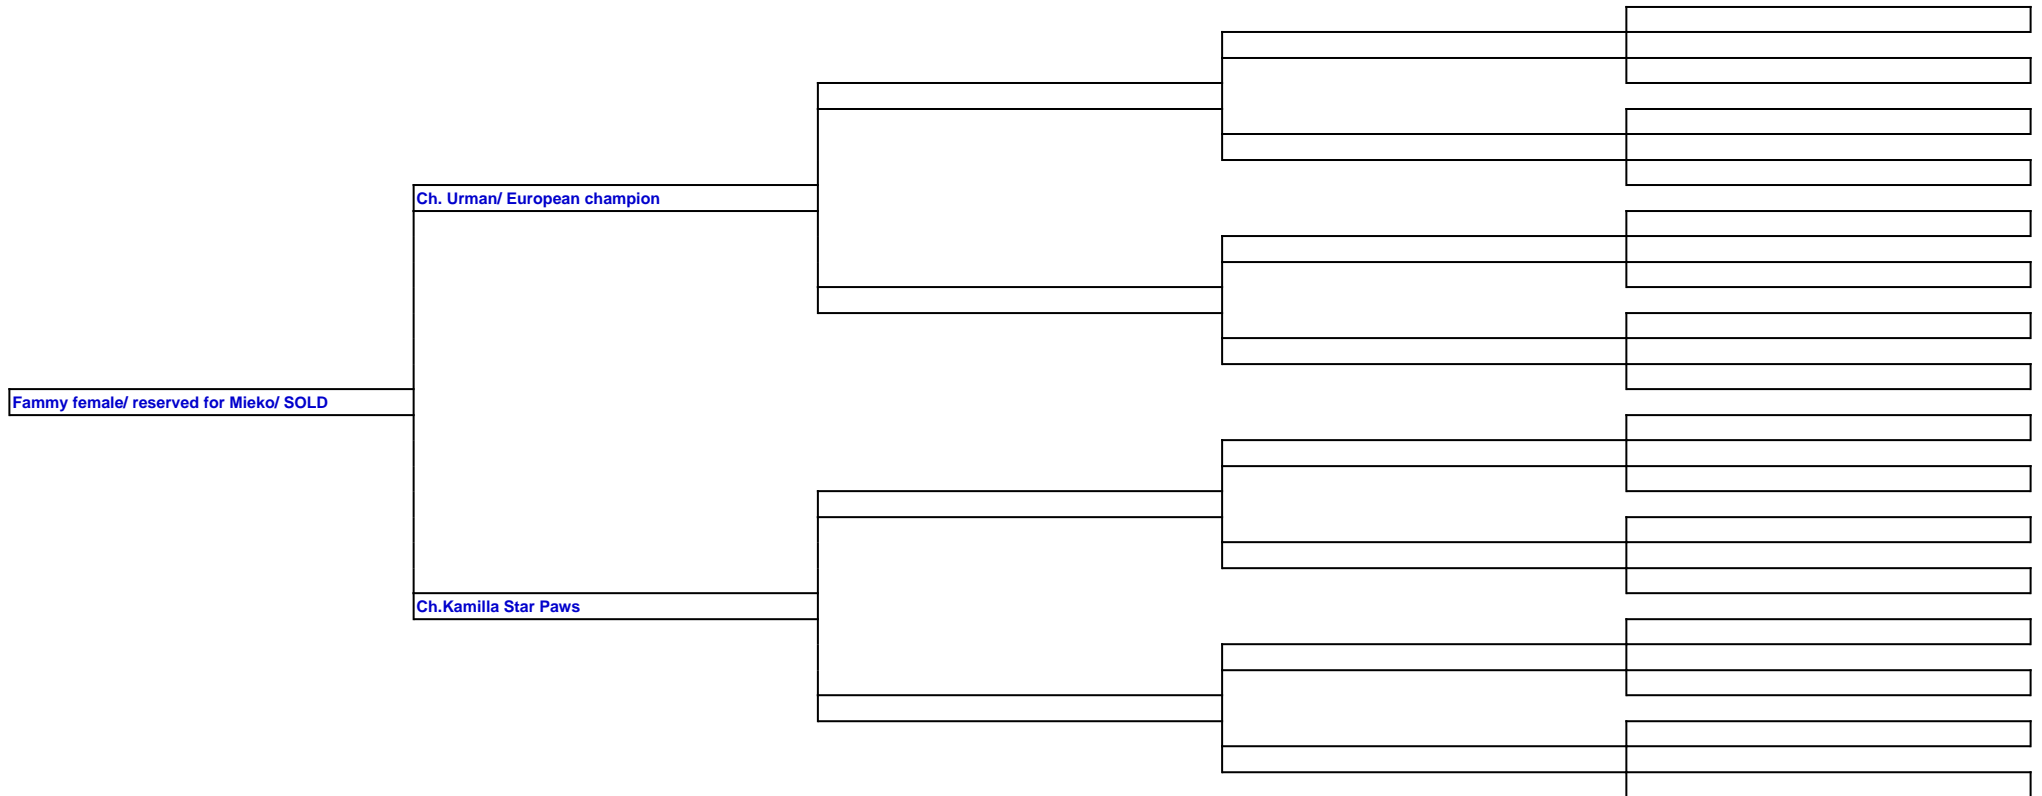 Ch. Urman/ European champion
Fammy female/ reserved for Mieko/ SOLD
Ch.Kamilla Star Paws